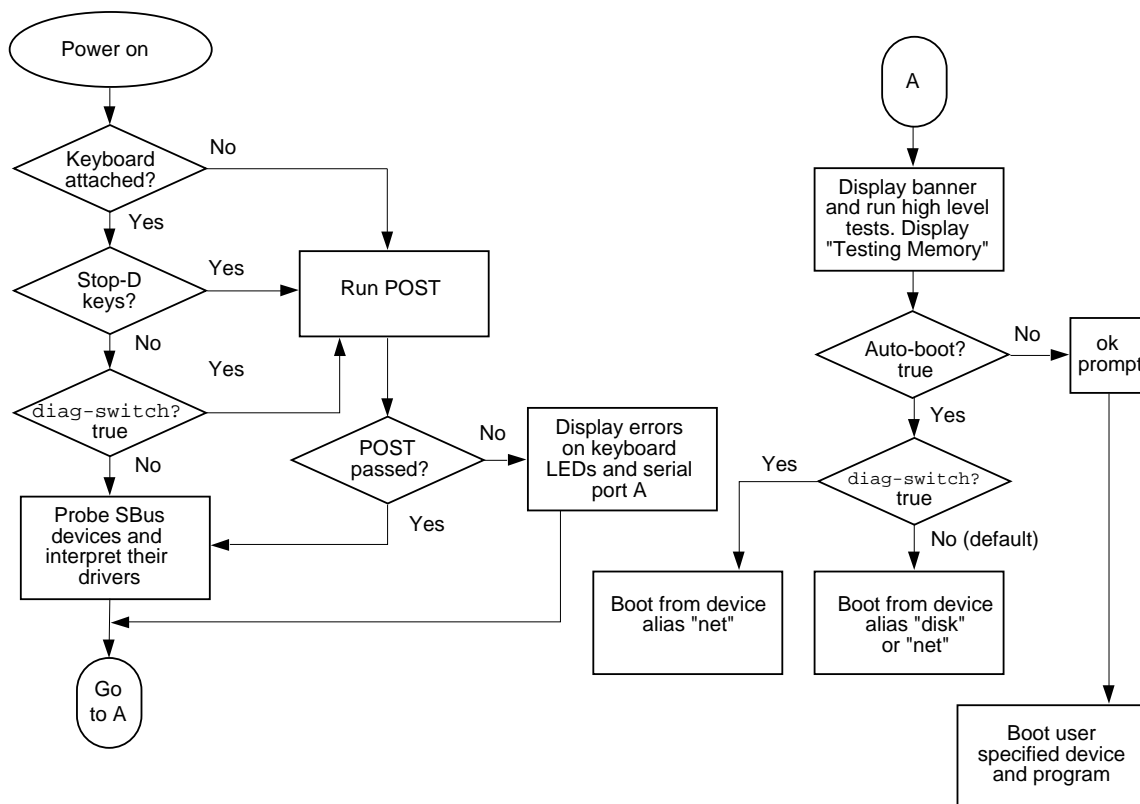 Power on
Keyboard
attached?
No
Yes
Stop-D
keys?
Yes
Run POST
No
diag-switch?
true
Yes
No
POST
passed?
No
Display errors
on keyboard
LEDs and serial
port A
Yes
Probe SBus
devices and
interpret their
drivers
Go
to A
A
Display banner
and run high level
tests. Display
"Testing Memory"
Auto-boot?
true
No
ok
prompt
Yes
diag-switch?
true
Yes
No (default)
Boot from device
alias "net"
Boot from device
alias "disk"
or "net"
Boot user
specified device
and program